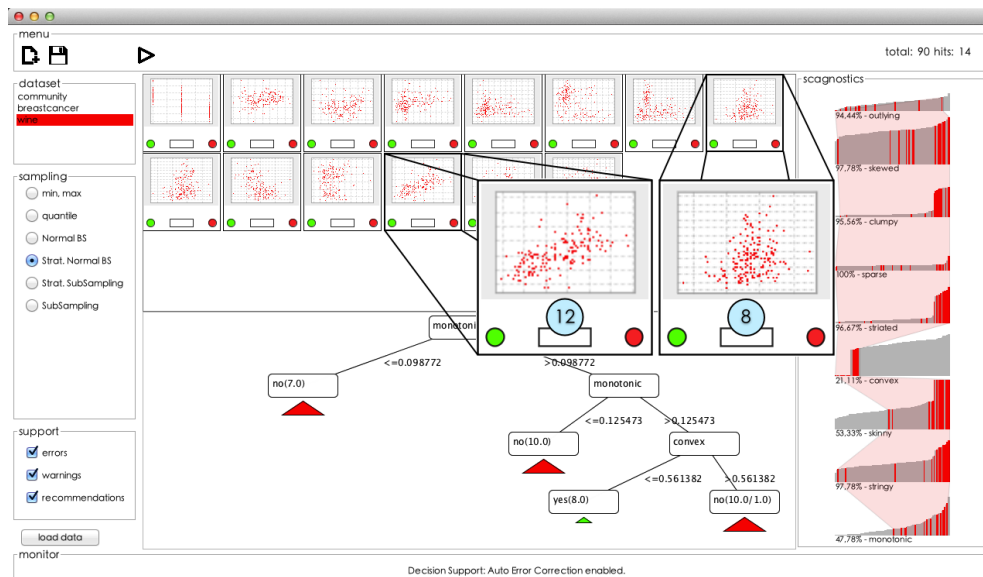 menu
total: 90 hits: 14
dataset
community
breastcancer
wine
sampling
min, max
quantile
Normal BS
Strat. Normal BS
Strat. SubSampling
SubSampling
support
errors
warnings
recommendations
load data
monitor
Decision Support: Auto Error Correction enabled.
12
8
<=0.098772
>0.098772
no(7.0)
monotonic
<=0.125473
>0.125473
no(10.0)
convex
<=0.561382
>0.561382
yes(8.0)
no(10.0/1.0)
scagnostics
94.44% - outlying
97.78% - skewed
95.56% - clumpy
100% - sparse
96.67% - striated
21.11% - convex
53.33% - skinny
97.78% - stringy
47.78% - monotonic